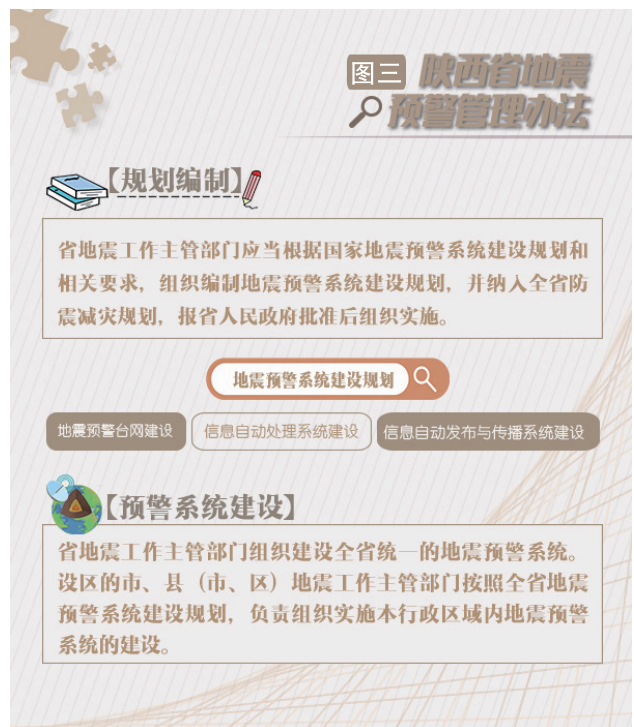 图三 陕西省地震
预警管理办法
【规划编制】
省地震工作主管部门应当根据国家地震预警系统建设规划和
相关要求，组织编制地震预警系统建设规划，并纳入全省防
震减灾规划，报省人民政府批准后组织实施。
地震预警系统建设规划
地震预警台网建设 信息自动处理系统建设 信息自动发布与传播系统建设
【预警系统建设】
省地震工作主管部门组织建设全省统一的地震预警系统。
设区的市、县（市、区）地震工作主管部门按照全省地震
预警系统建设规划，负责组织实施本行政区域内地震预警
系统的建设。